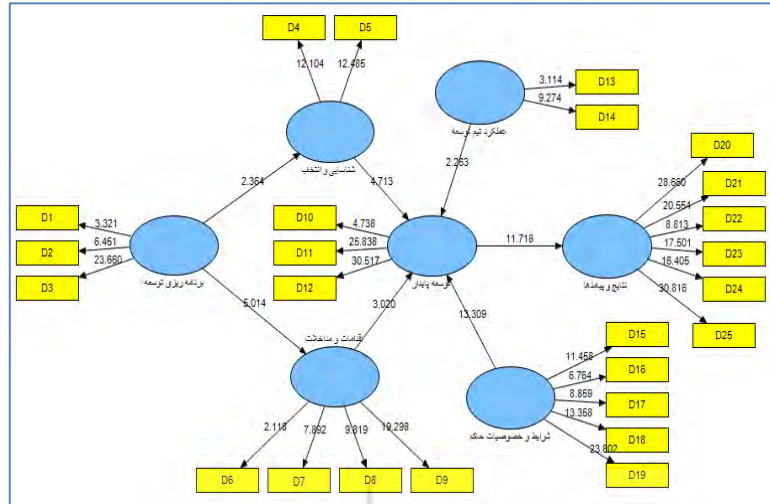 D4
D5
12.104
12.485
شناسایی و انتخاب
D13
D14
3.114
9.274
عملکرد تیم توسعه
2.364
4.713
2.263
D1
D2
D3
3.321
6.451
23.660
برنامه ریزی توسعه
D10
D11
D12
4.738
25.838
30.517
توسعه پایدار
11.718
D20
D21
D22
D23
D24
D25
28.660
20.554
8.813
17.501
16.405
30.816
نتایج و پیامدها
5.014
3.020
13.309
اقدامات و مداخلات
2.118
7.892
9.819
19.298
D6
D7
D8
D9
D15
D16
D17
D18
D19
11.458
6.764
8.859
13.358
23.802
شرایط و خصوصیات حاکم